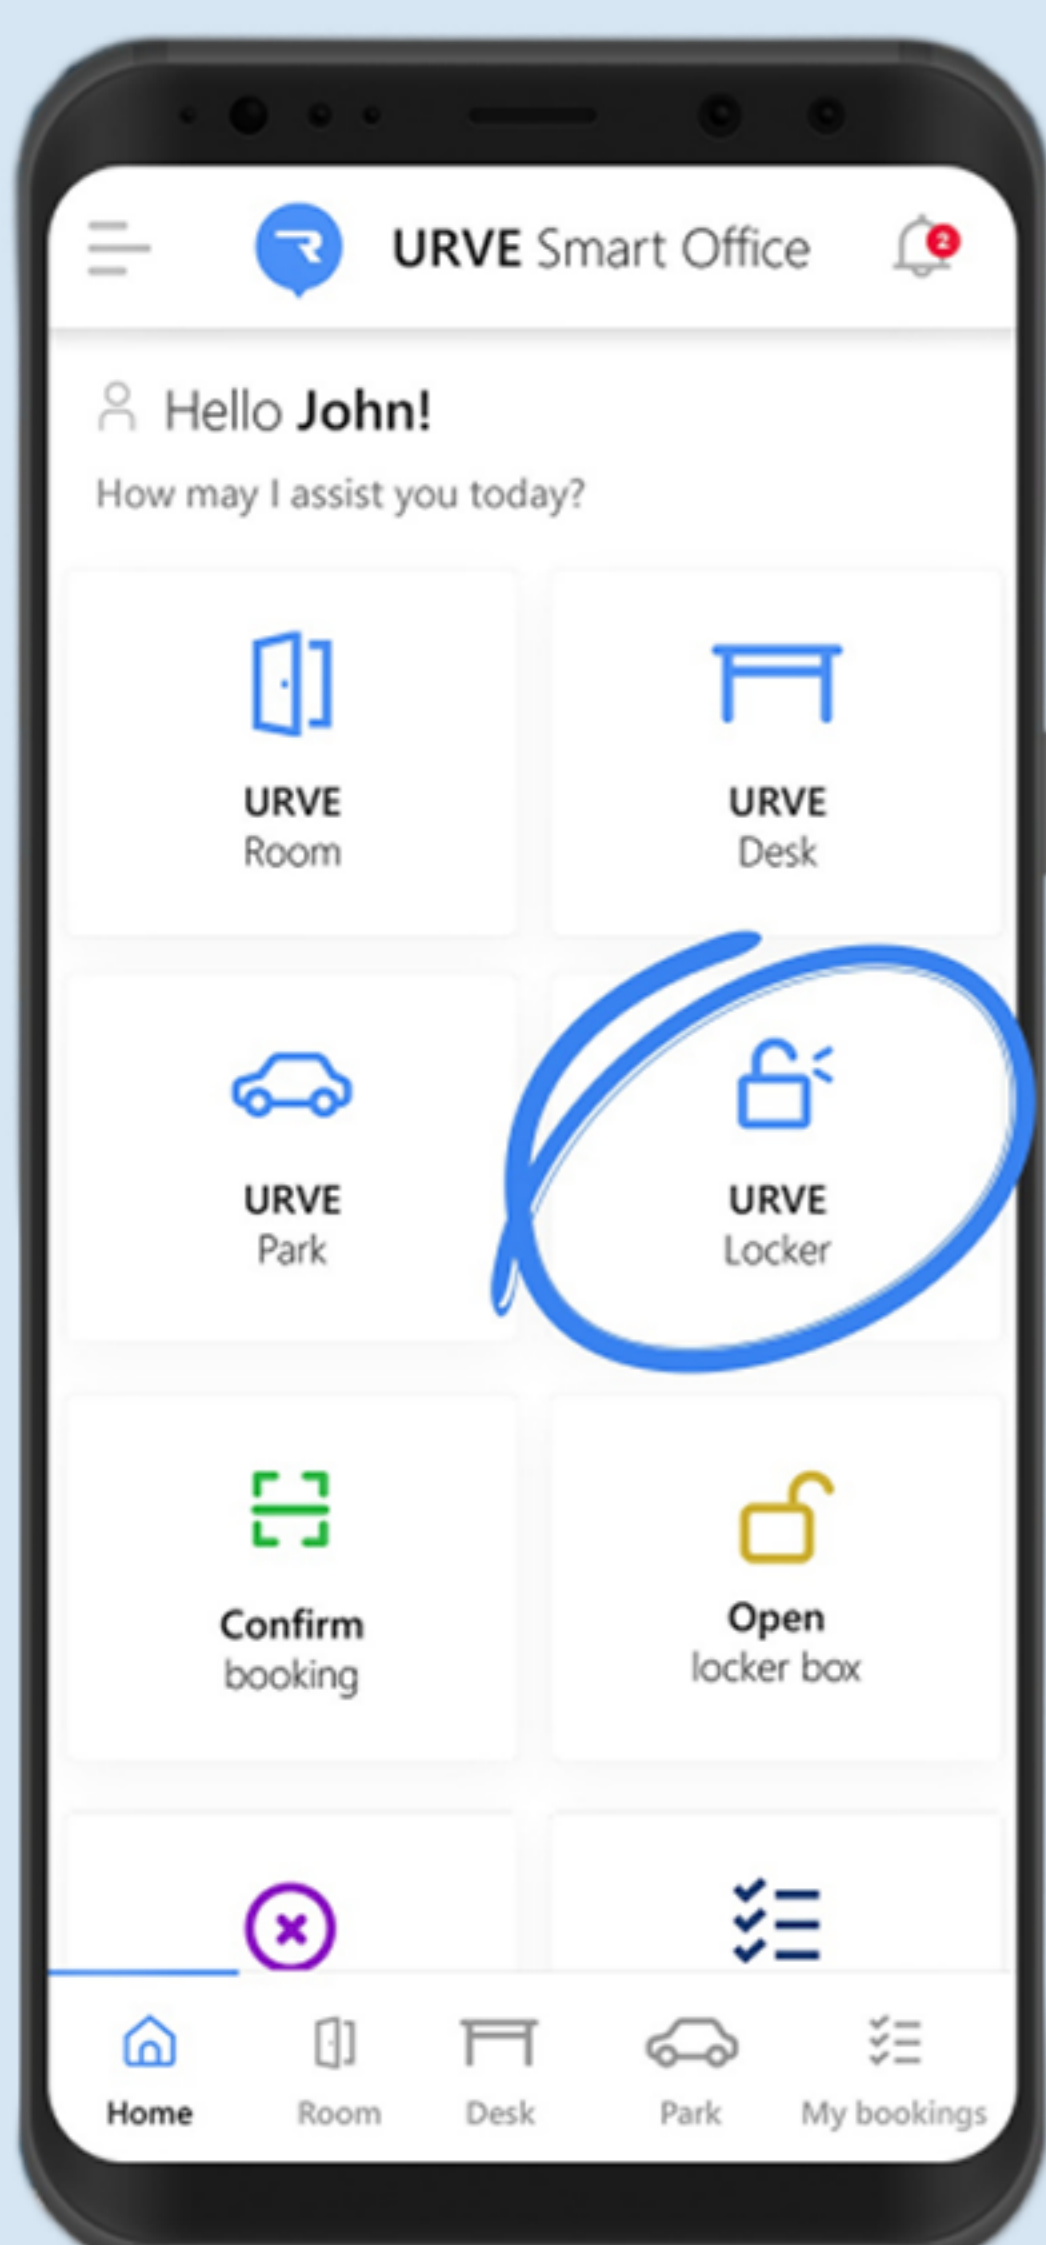 URVE Smart Office
2
Hello John!
How may I assist you today?
URVE
Room
URVE
Desk
URVE
Park
URVE
Locker
Confirm
booking
Open
locker box
Home
Room
Desk
Park
My bookings